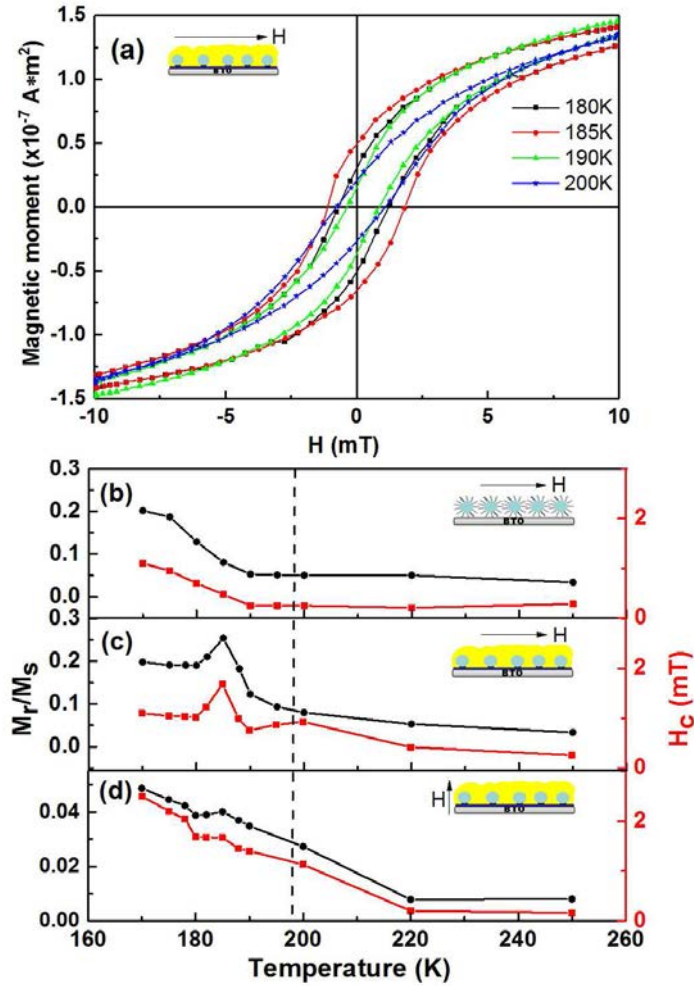 (a)
H
BTO
180K
185K
190K
200K
Magnetic moment (x10⁻⁷ A*m²)
1.5
1.0
0.5
0.0
-0.5
-1.0
-1.5
-10 -5 0 5 10
H (mT)
(b)
H
BTO
0.3
0.2
0.1
0.0
2
0
(c)
H
BTO
0.3
0.2
0.1
0.0
2
0
Mr/Ms
HC (mT)
(d)
H
BTO
0.04
0.02
0.00
2
0
160 180 200 220 240 260
Temperature (K)